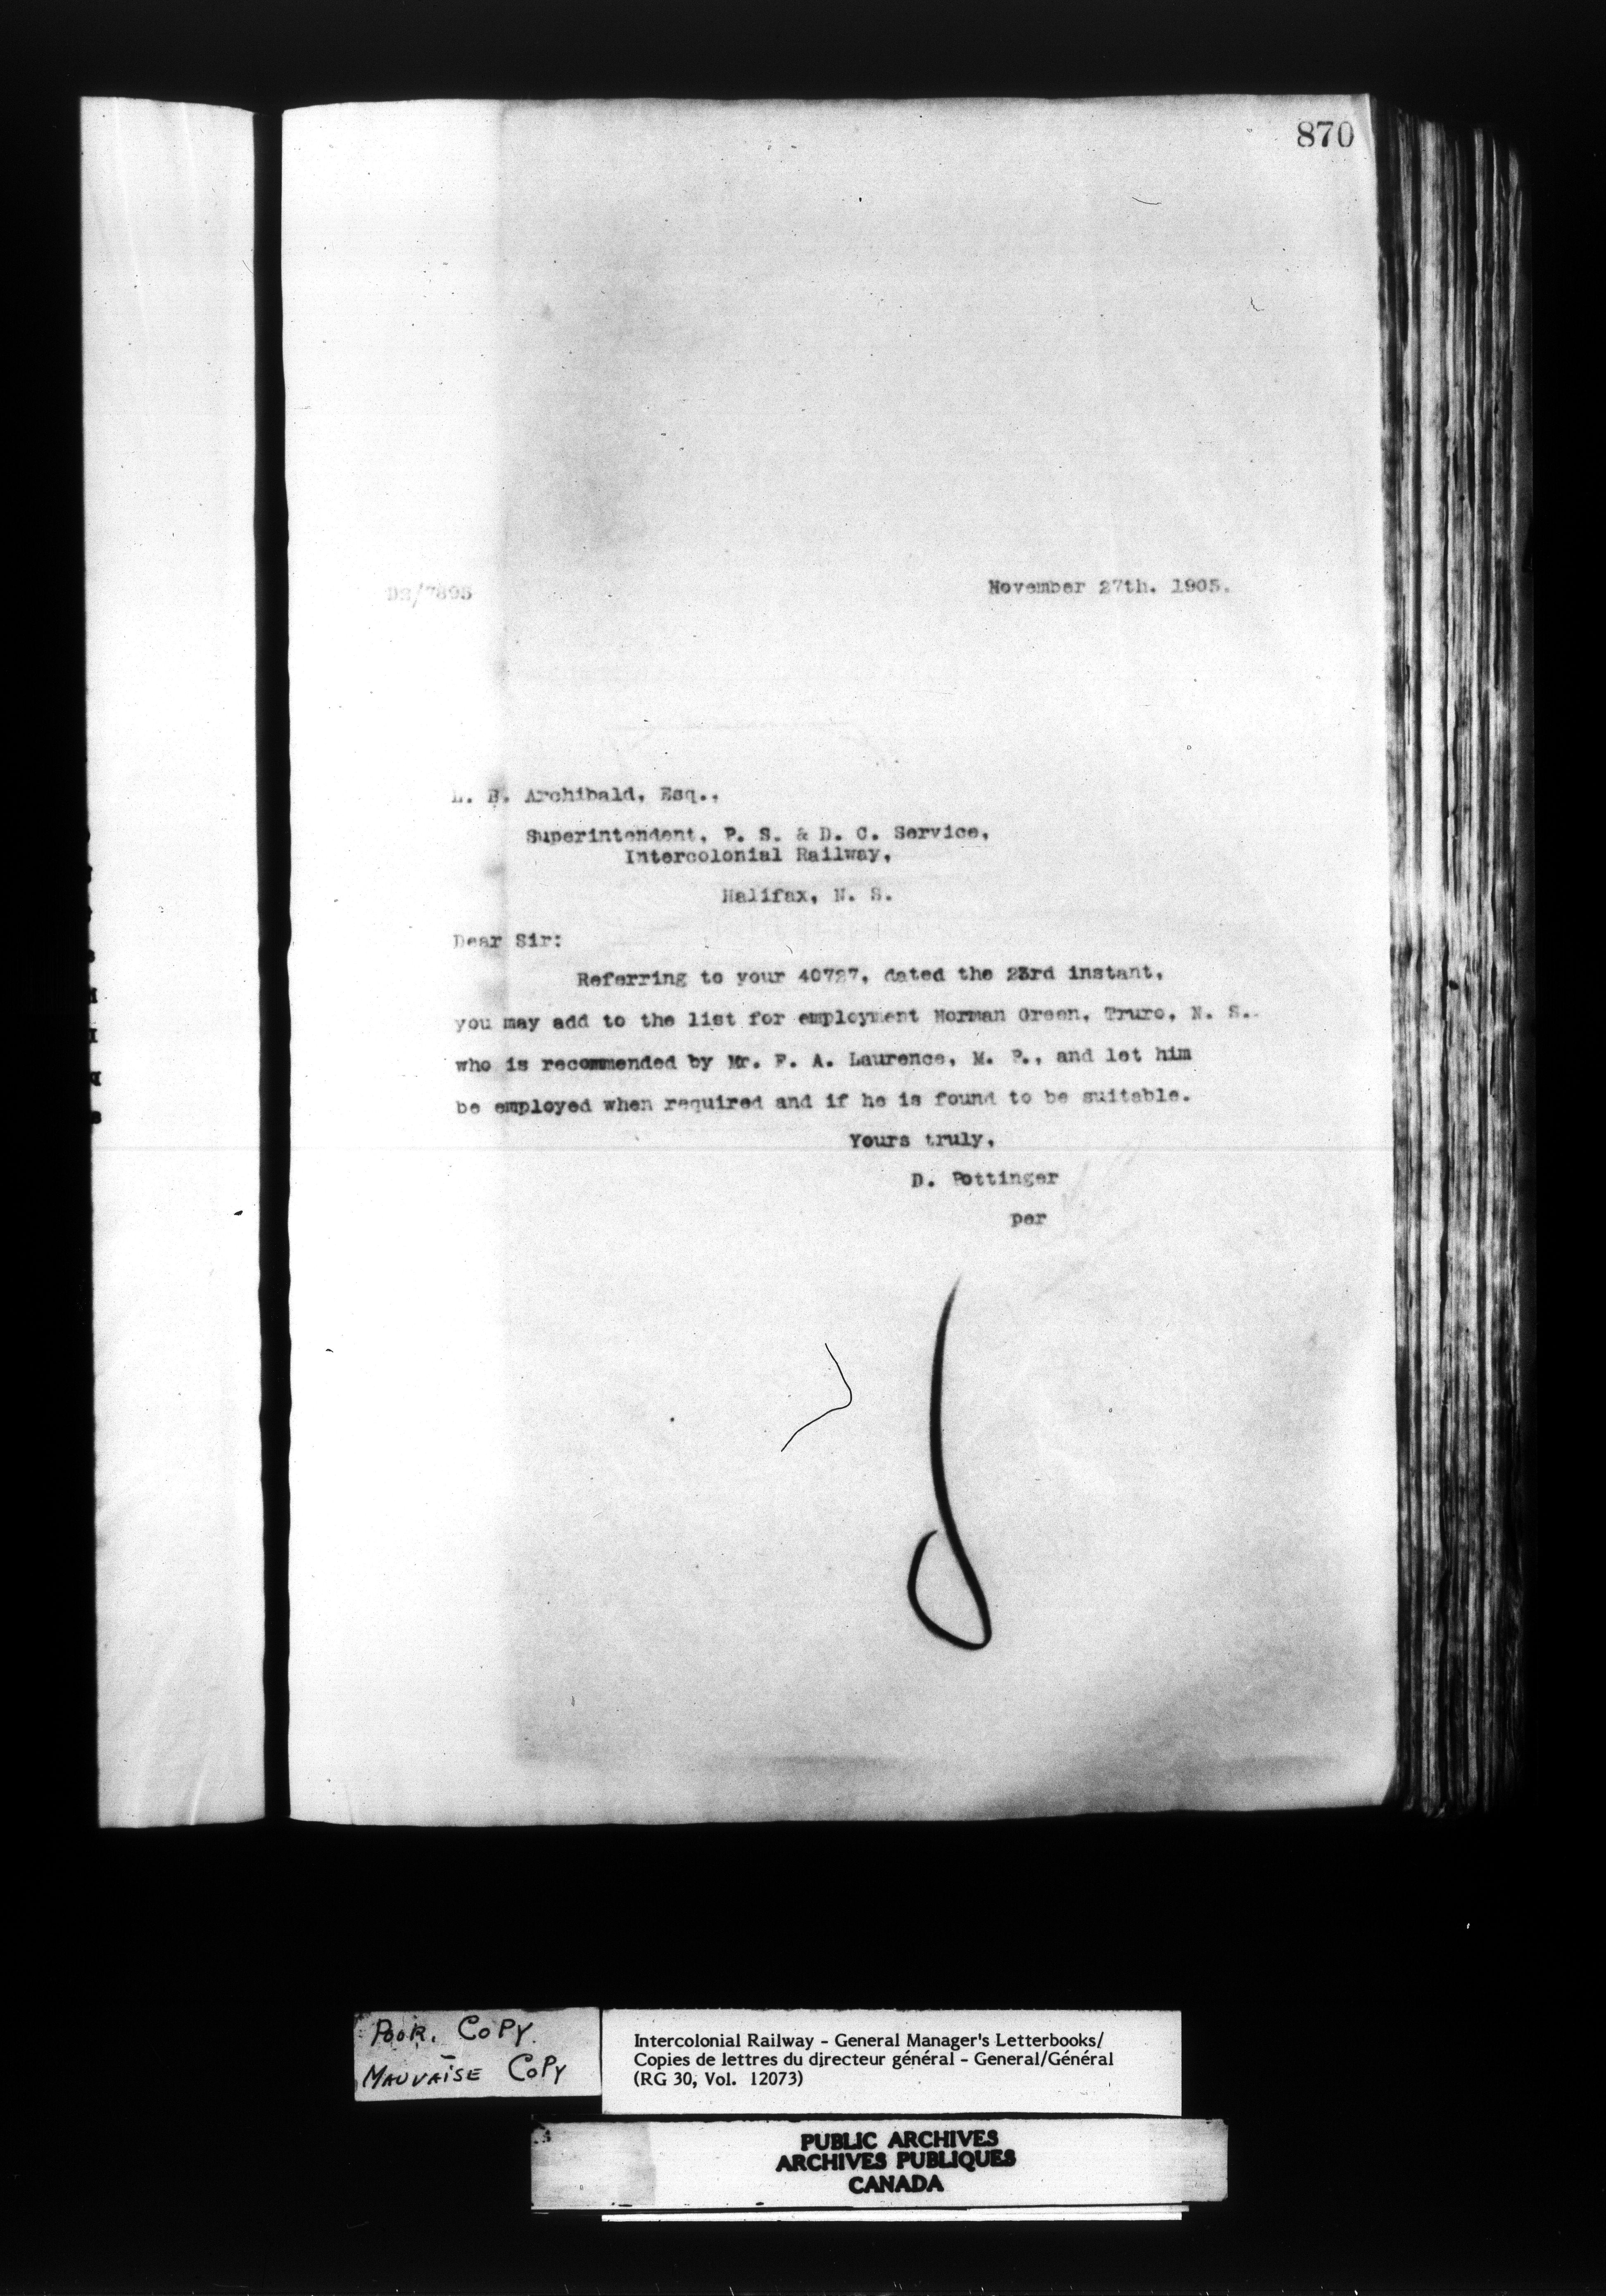 870
D2/7895
November 27th. 1905.
L. B. Archibald, Esq.,
Superintendent, P. S. & D. C. Service,
Intercolonial Railway,
Halifax, N. S.
Dear Sir:
Referring to your 40727, dated the 23rd instant,
you may add to the list for employment Norman Green, Truro, N. S.
who is recommended by Mr. F. A. Laurence, M. P., and let him
be employed when required and if he is found to be suitable.
Yours truly,
D. Pottinger
per
POOR. COPY.
MAUVAISE COPY
Intercolonial Railway - General Manager's Letterbooks/
Copies de lettres du directeur général - General/Général
(RG 30, Vol. 12073)
PUBLIC ARCHIVES
ARCHIVES PUBLIQUES
CANADA